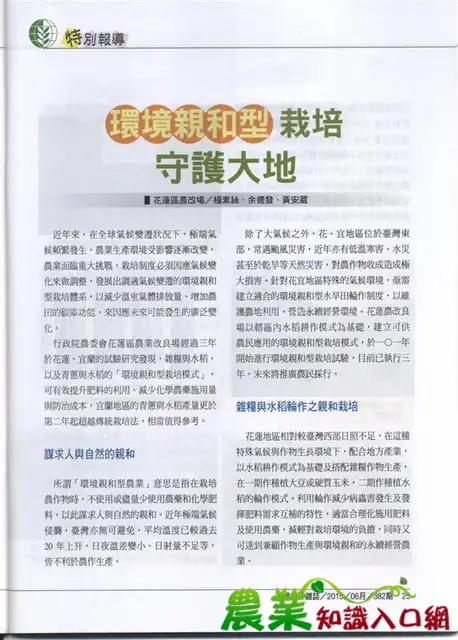 特別報導
環境親和型 栽培
守護大地
花蓮區農改場／楊素絲、余德發、黃安葳
近年來，在全球氣候變遷狀況下，極端氣
候頻繁發生，農業生產環境受影響逐漸改變，
農業面臨重大挑戰，栽培制度必須因應氣候變
化來做調整，發展出調適氣候變遷的環境親和
型栽培體系，以減少溫室氣體排放量，增加農
田的碳庫功能，來因應未來可能發生的廣泛變
化。
行政院農委會花蓮區農業改良場經過三年
於花蓮、宜蘭的試驗研究發現，雜糧與水稻，
以及青蔥與水稻的「環境親和型栽培模式」，
可有效提升肥料的利用、減少化學農藥施用量
與防治成本，宜蘭地區的青蔥與水稻產量更於
第二年起超越傳統栽培法，相當值得參考。
謀求人與自然的親和
所謂「環境親和型農業」意思是指在栽培
農作物時，不使用或儘量少使用農藥和化學肥
料，以此謀求人與自然的親和。近年極端氣候
侵襲，臺灣亦無可避免，平均溫度已較過去
20 年上升，日夜溫差變小、日射量不足等，
皆不利於農作生產。
除了大氣候之外，花、宜地區位於臺灣東
部，常遇颱風災害，近年亦有低溫寒害、水災
甚至於乾旱等天然災害，對農作物收成造成極
大損害。針對花宜地區特殊的氣候環境，亟需
建立適合的環境親和型水旱田輪作制度，以維
護農地利用，營造永續經營環境。花蓮農改良
場以轄區內水稻耕作模式為基礎，建立可供
農民應用的環境親和型栽培模式，於一○一年
開始進行環境親和型栽培試驗，目前已執行三
年，未來將推廣農民採行。
雜糧與水稻輪作之親和栽培
花蓮地區相對較臺灣西部日照不足，在這種
特殊氣候與作物生長環境下，配合地方產業，
以水稻耕作模式為基礎及搭配雜糧作物生產，
在一期作種植大豆或硬質玉米，二期作種植水
稻的輪作模式，利用輪作減少病蟲害發生及發
揮肥料需求互補的特性，適當合理化施用肥料
及使用農藥，減輕對栽培環境的負擔，同時又
可達到兼顧作物生產與環境親和的永續經營農
業。
雜誌／2015／06月／382期 25
農業知識入口網